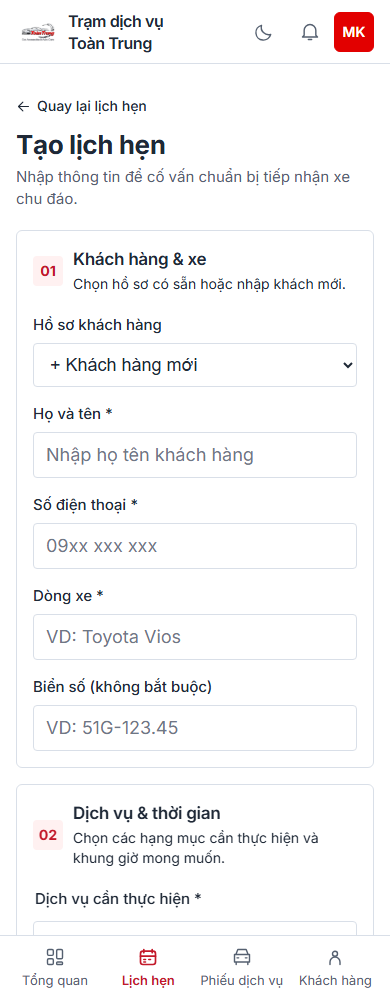 Toàn Trung
Trạm dịch vụ
Toàn Trung
MK
← Quay lại lịch hẹn
Tạo lịch hẹn
Nhập thông tin để cố vấn chuẩn bị tiếp nhận xe
chu đáo.
01
Khách hàng & xe
Chọn hồ sơ có sẵn hoặc nhập khách mới.
Hồ sơ khách hàng
+ Khách hàng mới
Họ và tên *
Nhập họ tên khách hàng
Số điện thoại *
09xx xxx xxx
Dòng xe *
VD: Toyota Vios
Biển số (không bắt buộc)
VD: 51G-123.45
02
Dịch vụ & thời gian
Chọn các hạng mục cần thực hiện và
khung giờ mong muốn.
Dịch vụ cần thực hiện *
Tổng quan
Lịch hẹn
Phiếu dịch vụ
Khách hàng